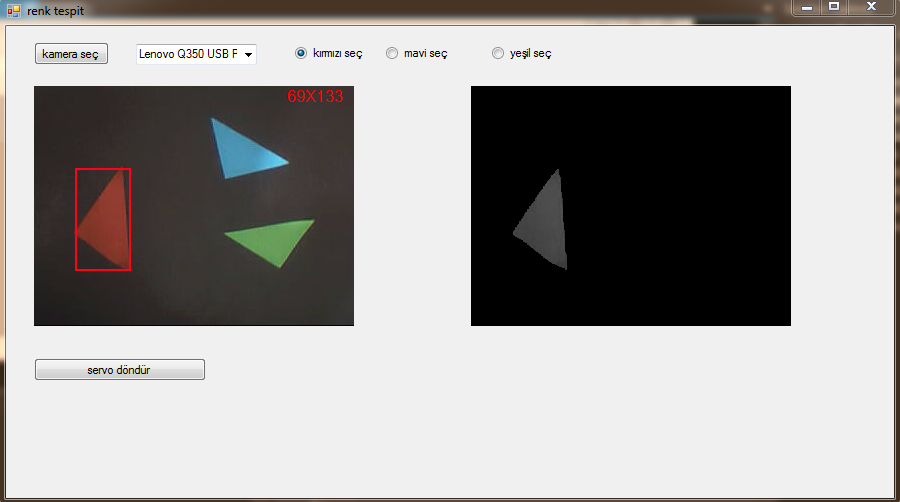 renk tespit
kamera seç
Lenovo Q350 USB F
kırmızı seç
mavi seç
yeşil seç
69X133
servo döndür